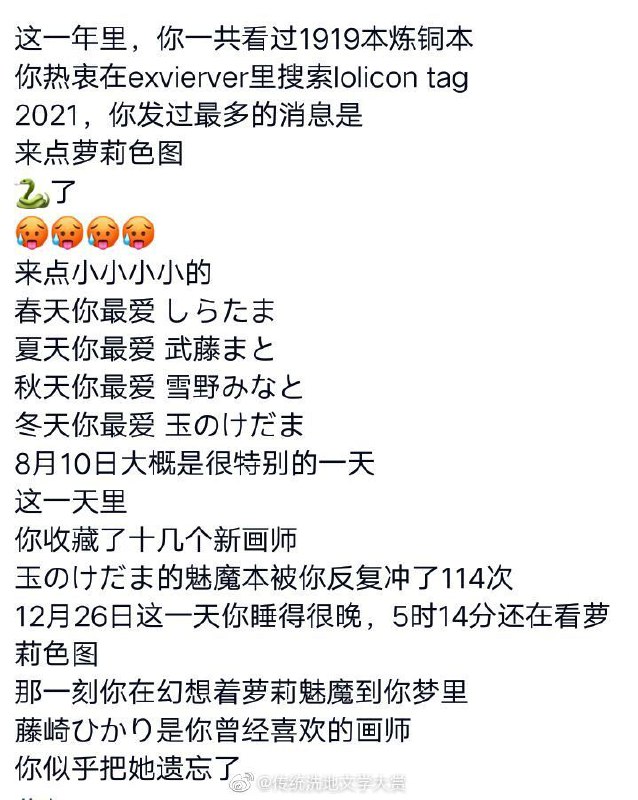 这一年里，你一共看过1919本炼铜本
你热衷在exvierver里搜索lolicon tag
2021，你发过最多的消息是
来点萝莉色图
🐍了
🥵🥵🥵🥵
来点小小小小的
春天你最爱 しらたま
夏天你最爱 武藤まと
秋天你最爱 雪野みなと
冬天你最爱 玉のけだま
8月10日大概是很特别的一天
这一天里
你收藏了十几个新画师
玉のけだま的魅魔本被你反复冲了114次
12月26日这一天你睡得很晚，5时14分还在看萝
莉色图
那一刻你在幻想着萝莉魅魔到你梦里
藤崎ひかり是你曾经喜欢的画师
你似乎把她遗忘了
@传统洗地文学大赏